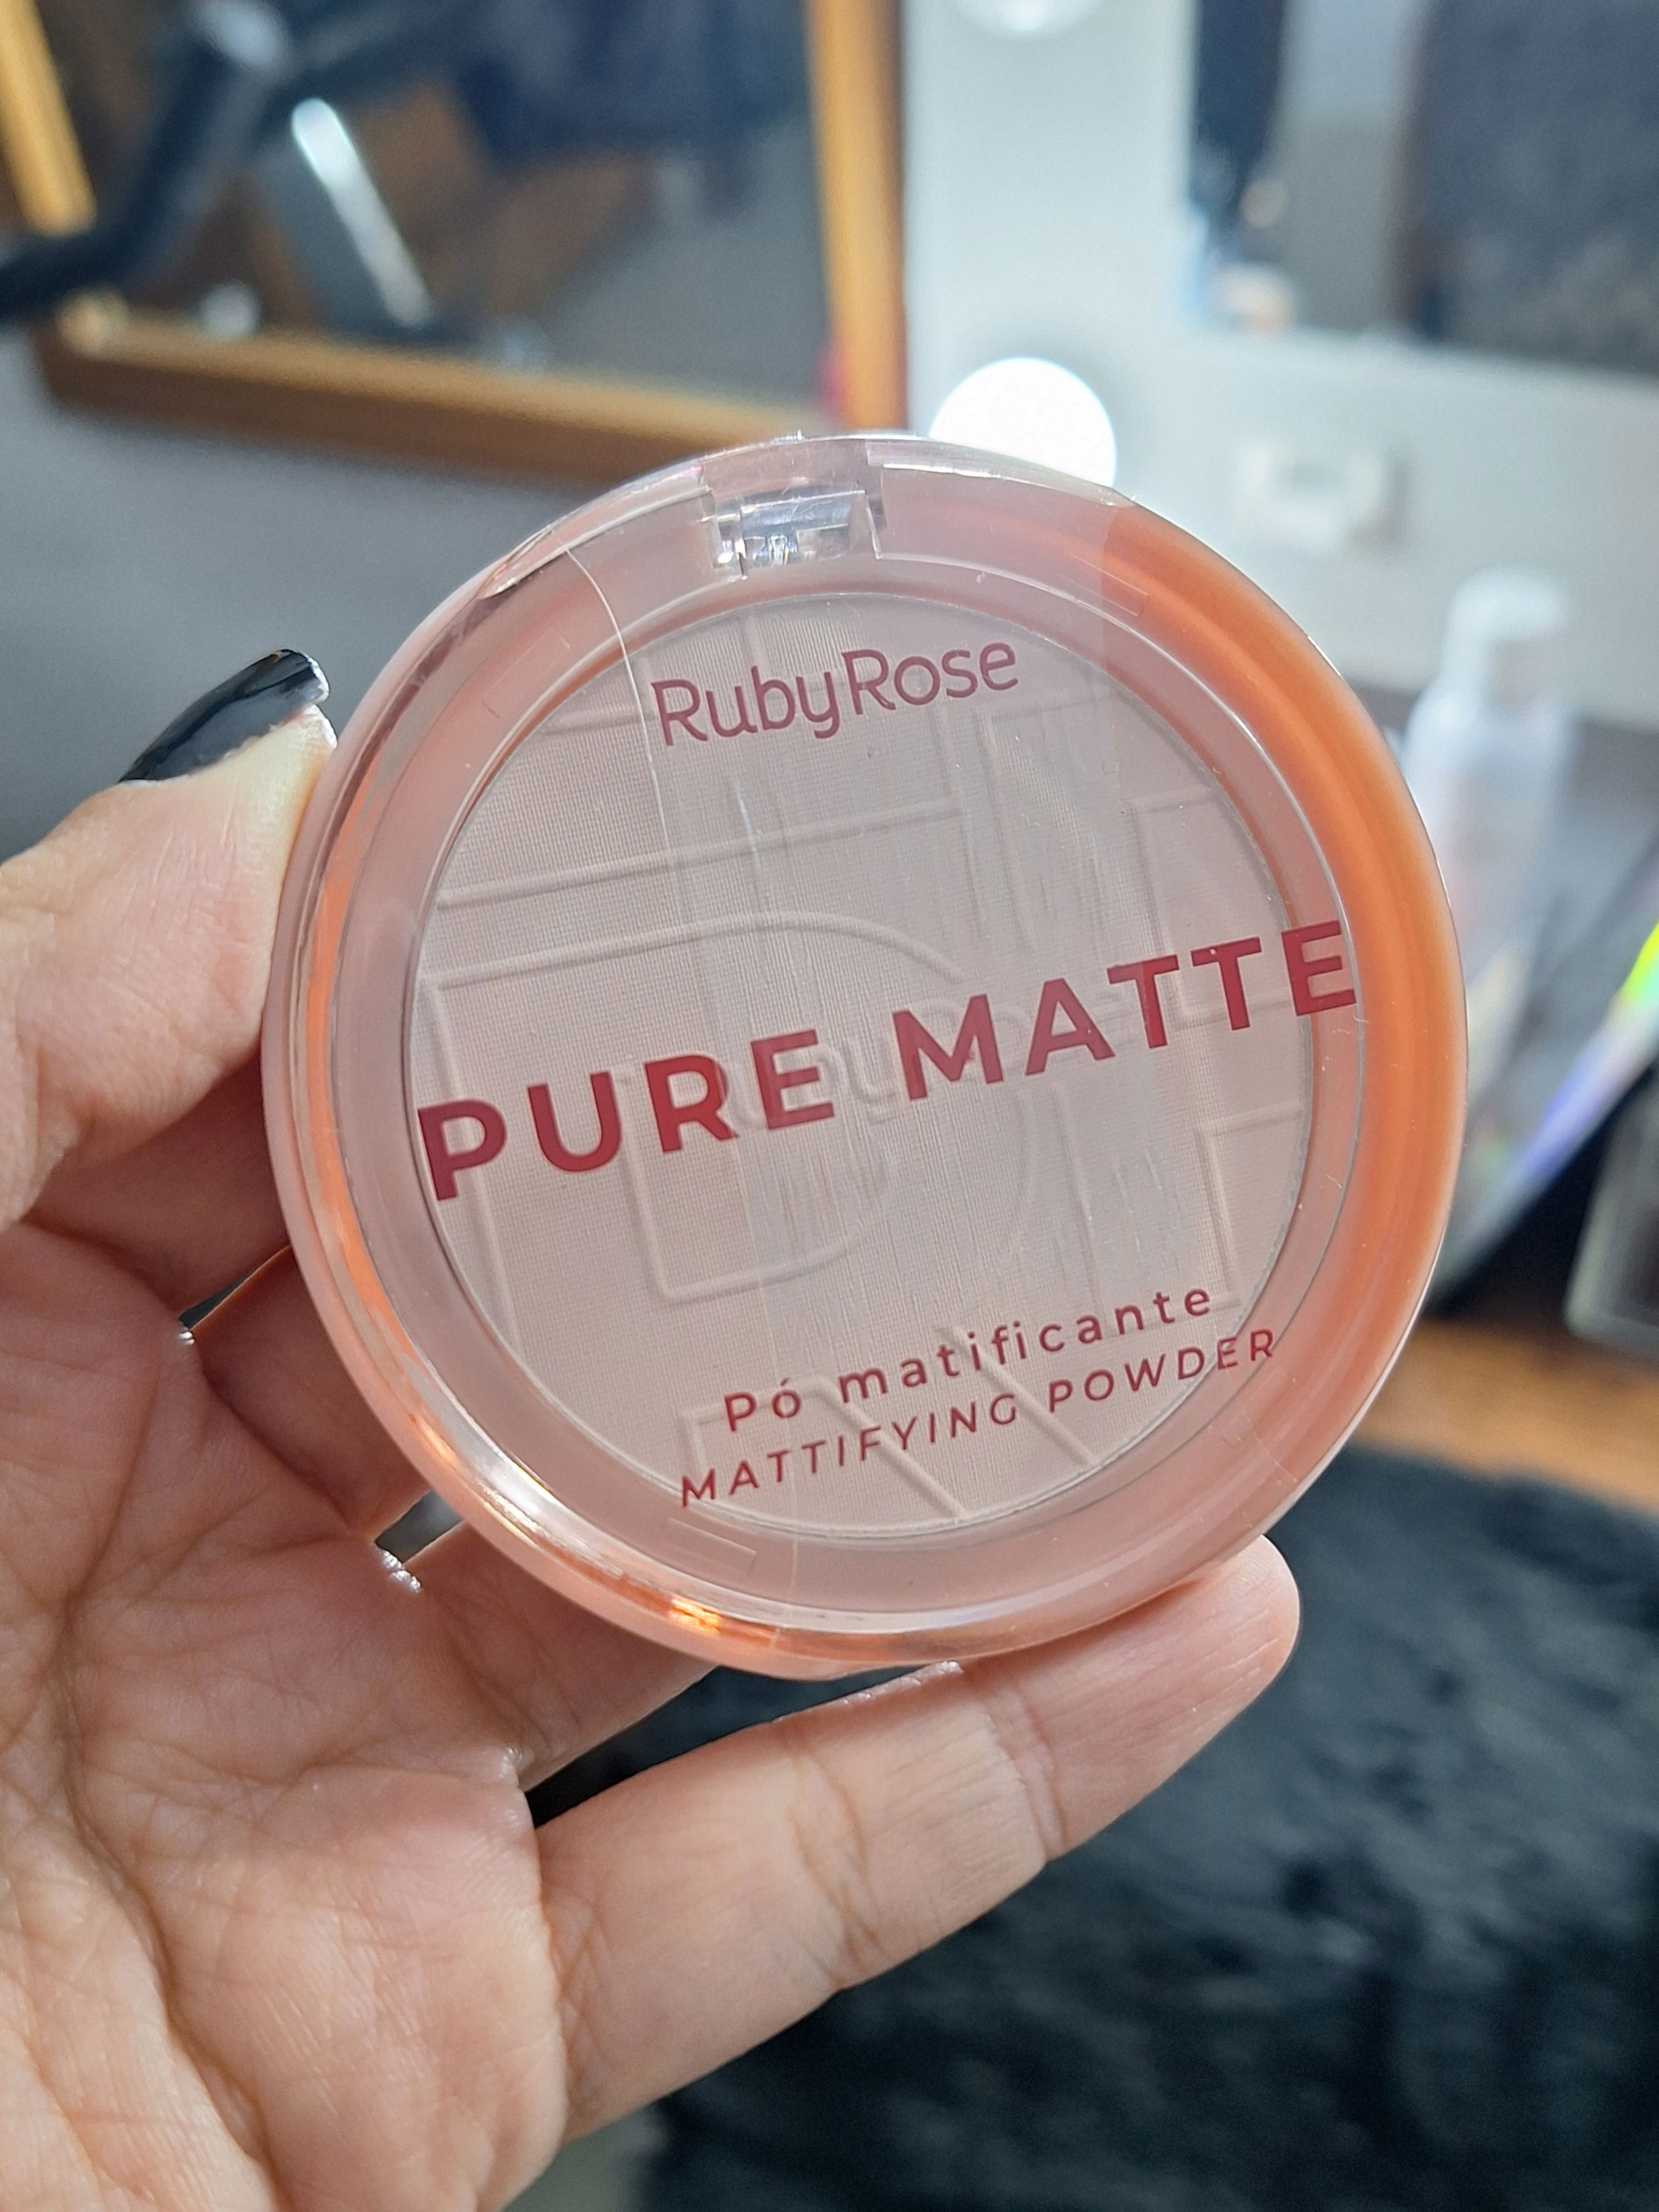 RubyRose
PURE MATTE
Pó matificante
MATTIFYING POWDER